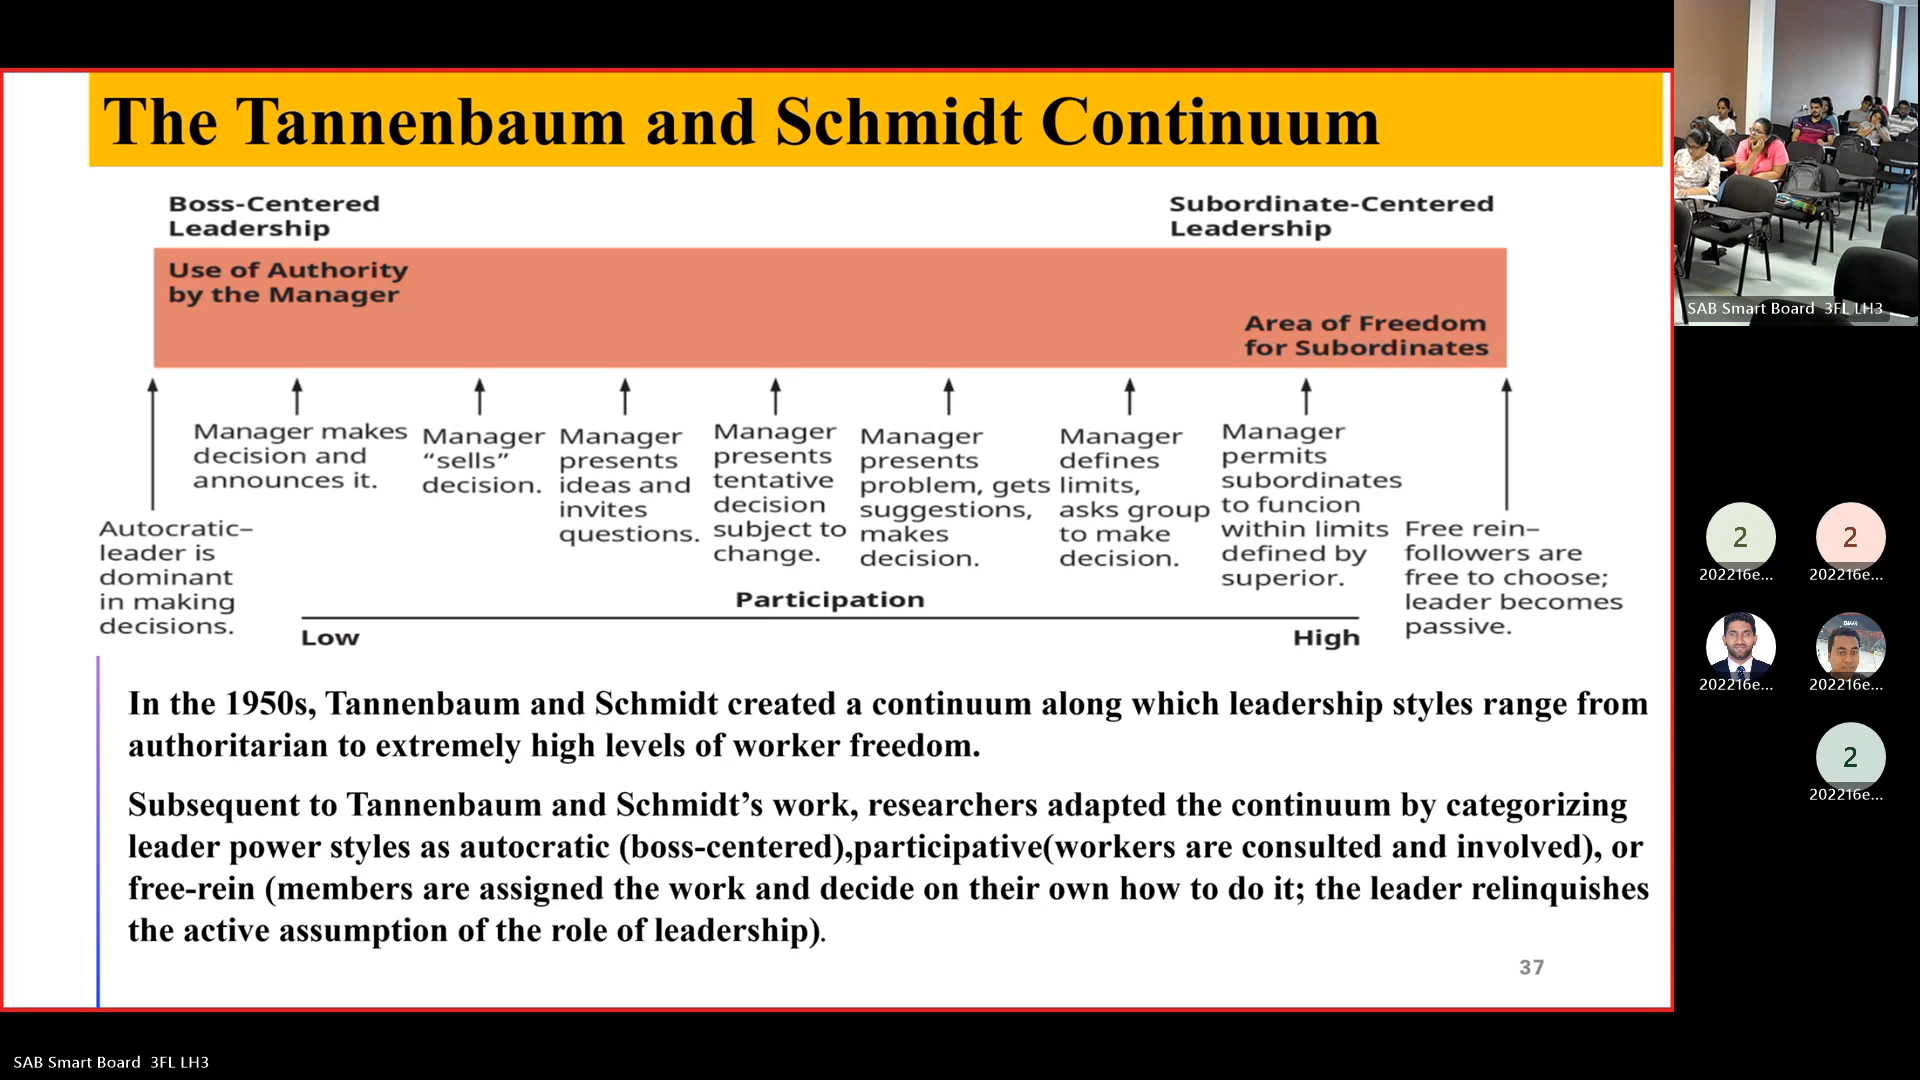 The Tannenbaum and Schmidt Continuum
Boss-Centered
Leadership
Subordinate-Centered
Leadership
Use of Authority
by the Manager
Area of Freedom
for Subordinates
Autocratic–
leader is
dominant
in making
decisions.
Manager makes
decision and
announces it.
Manager
“sells”
decision.
Manager
presents
ideas and
invites
questions.
Manager
presents
tentative
decision
subject to
change.
Manager
presents
problem, gets
suggestions,
makes
decision.
Manager
defines
limits,
asks group
to make
decision.
Manager
permits
subordinates
to funcion
within limits
defined by
superior.
Free rein–
followers are
free to choose;
leader becomes
passive.
Participation
Low
High
In the 1950s, Tannenbaum and Schmidt created a continuum along which leadership styles range from
authoritarian to extremely high levels of worker freedom.
Subsequent to Tannenbaum and Schmidt’s work, researchers adapted the continuum by categorizing
leader power styles as autocratic (boss-centered),participative(workers are consulted and involved), or
free-rein (members are assigned the work and decide on their own how to do it; the leader relinquishes
the active assumption of the role of leadership).
37
SAB Smart Board 3FL LH3
2
202216e...
2
202216e...
202216e...
202216e...
2
202216e...
SAB Smart Board 3FL LH3